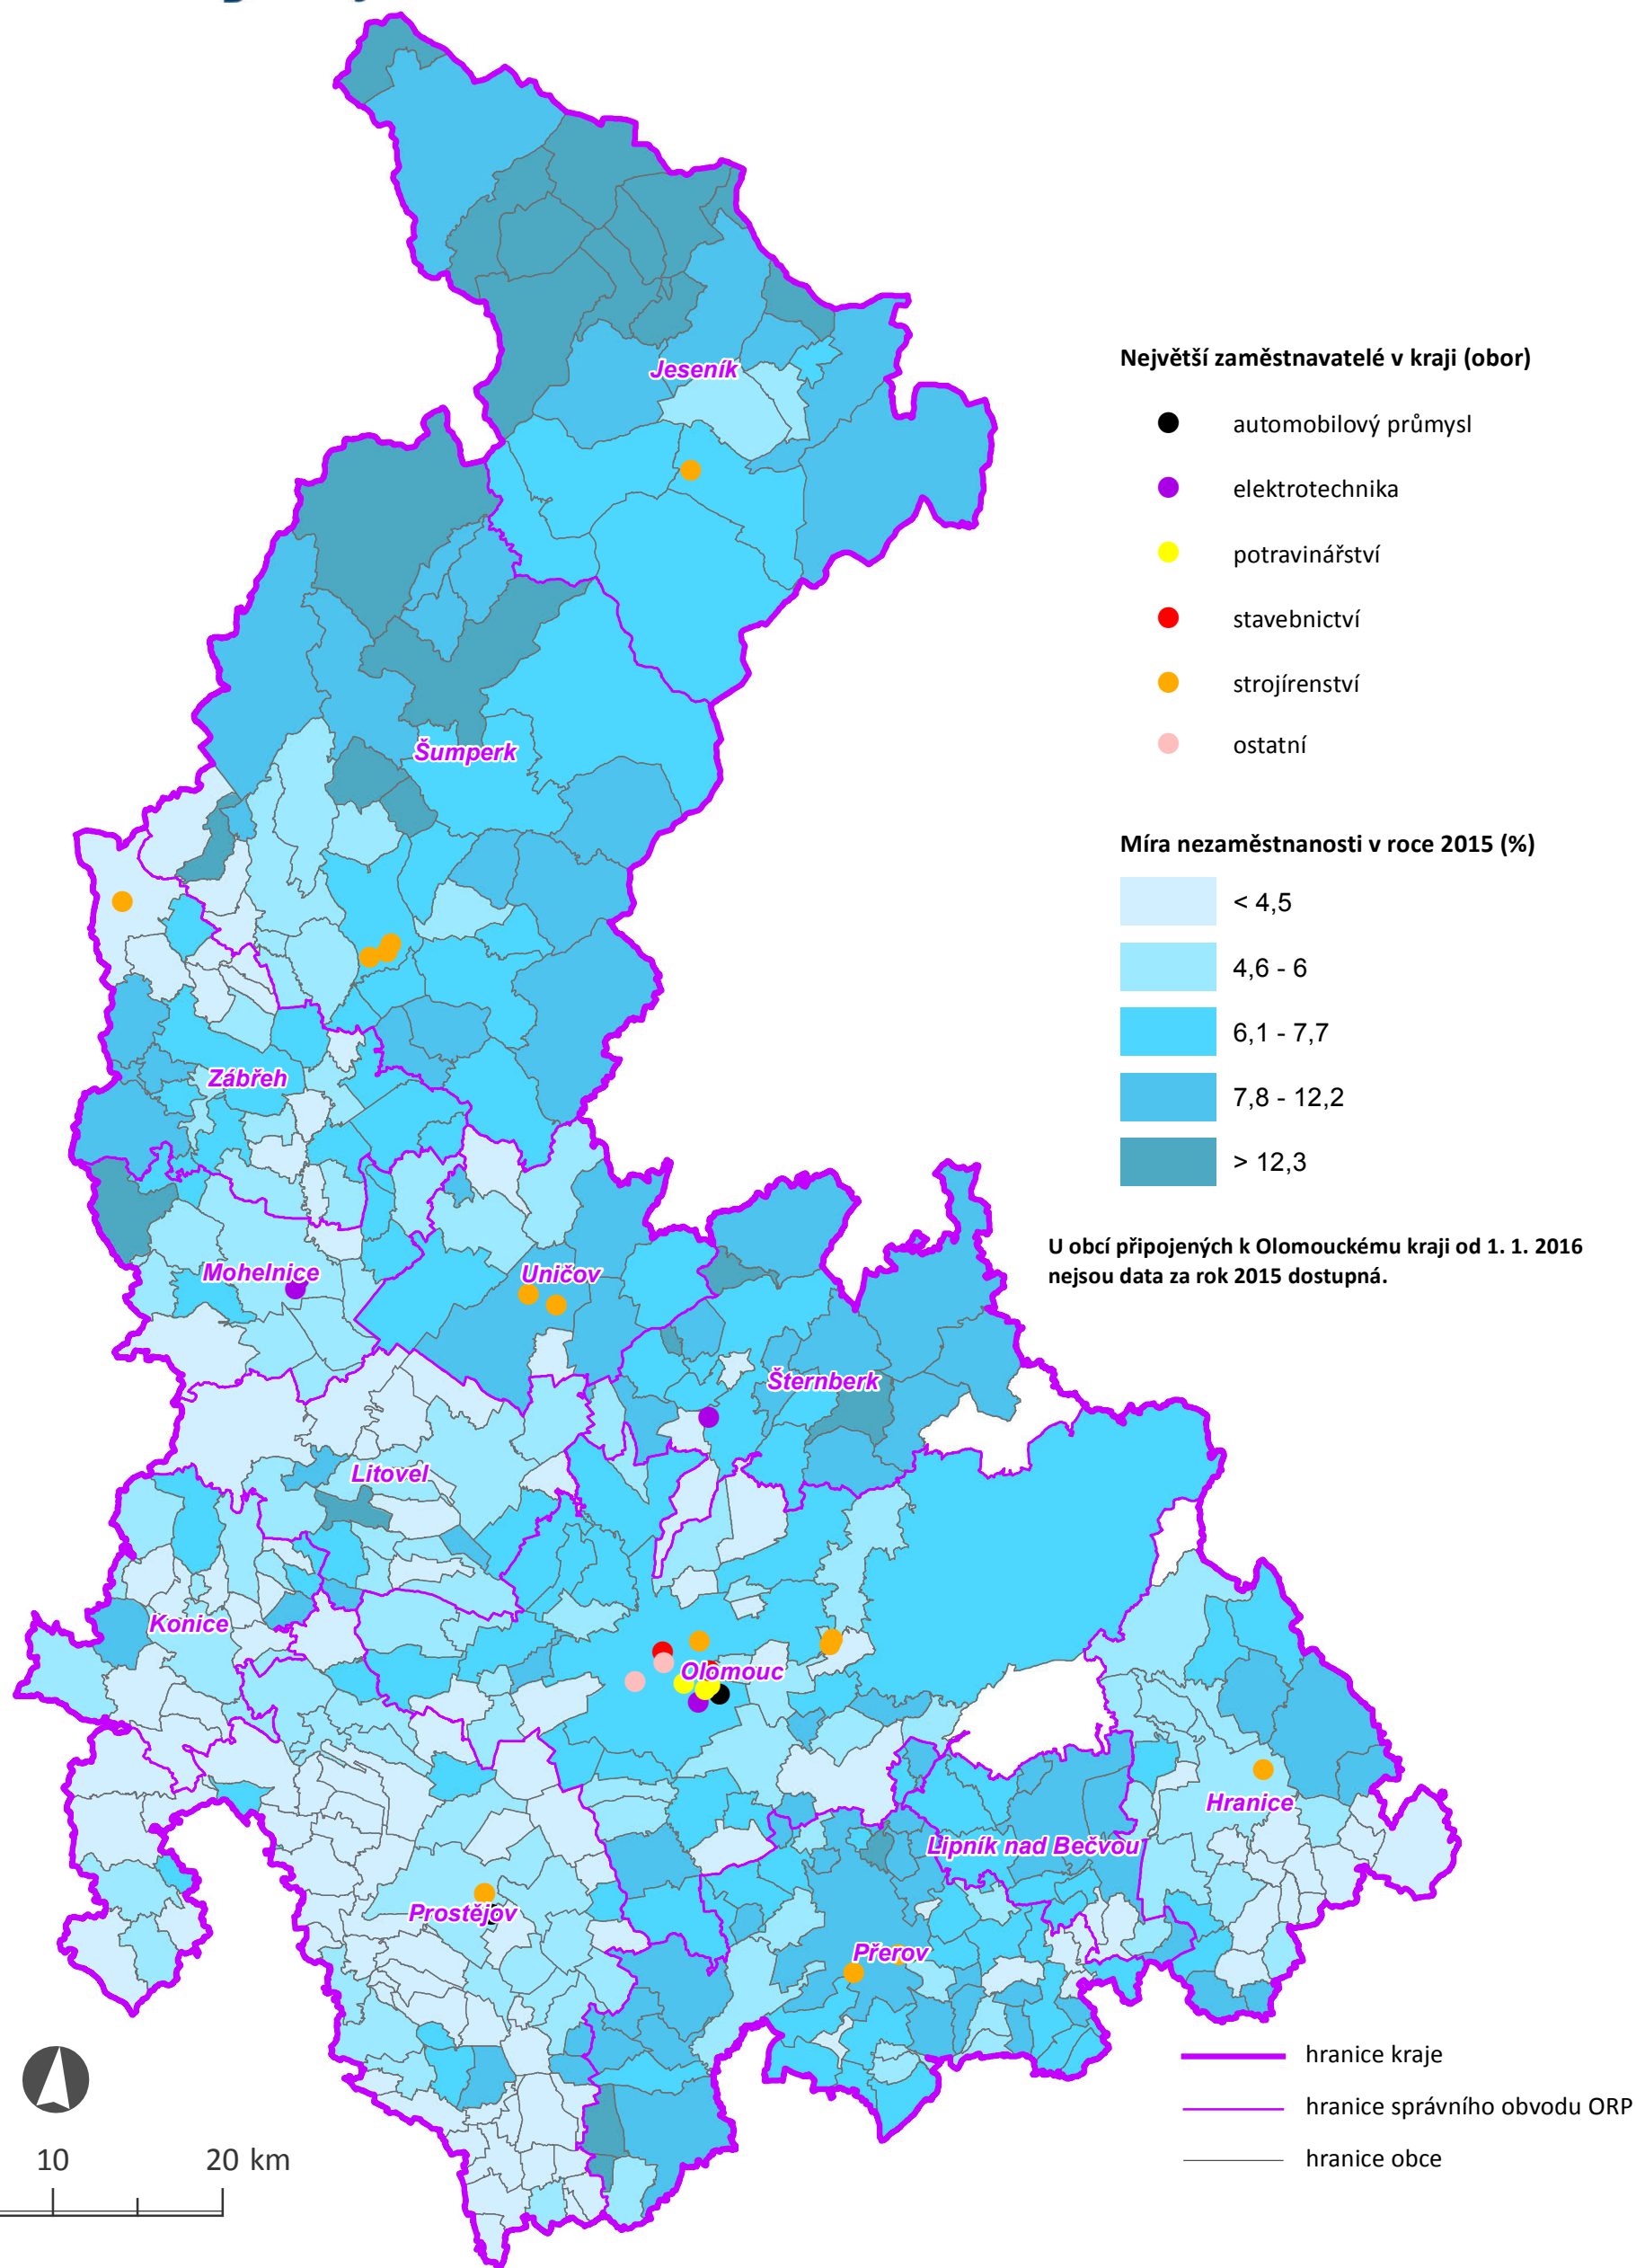 Jeseník
Největší zaměstnavatelé v kraji (obor)
automobilový průmysl
elektrotechnika
potravinářství
stavebnictví
strojírenství
ostatní
Šumperk
Míra nezaměstnanosti v roce 2015 (%)
< 4,5
4,6 - 6
6,1 - 7,7
7,8 - 12,2
> 12,3
Zábřeh
U obcí připojených k Olomouckému kraji od 1. 1. 2016
nejsou data za rok 2015 dostupná.
Mohelnice
Uničov
Šternberk
Litovel
Konice
Olomouc
Hranice
Lipník nad Bečvou
Prostějov
Přerov
hranice kraje
hranice správního obvodu ORP
hranice obce
10 20 km